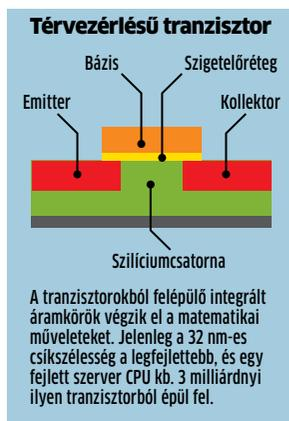 Térvezérlésű tranzisztor
Bázis
Szigetelőréteg
Emitter
Kollektor
Szilíciumcsatorna
A tranzisztorokból felépülő integrált
áramkörök végzik el a matematikai
műveleteket. Jelenleg a 32 nm-es
csíkszélesség a legfejlettebb, és egy
fejlett szerver CPU kb. 3 milliárdnyi
ilyen tranzisztorból épül fel.